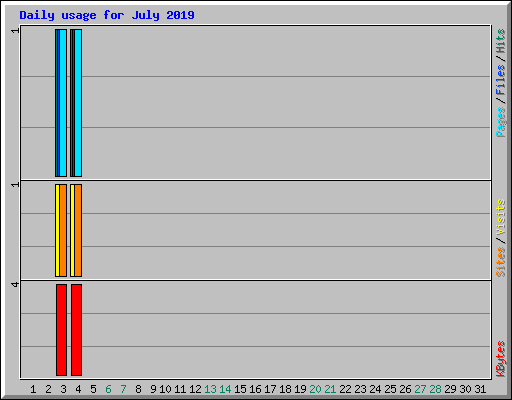 Daily usage for July 2019
1
Pages / Files / Hits
1
Sites / Visits
4
KBytes
1 2 3 4 5 6 7 8 9 10 11 12 13 14 15 16 17 18 19 20 21 22 23 24 25 26 27 28 29 30 31